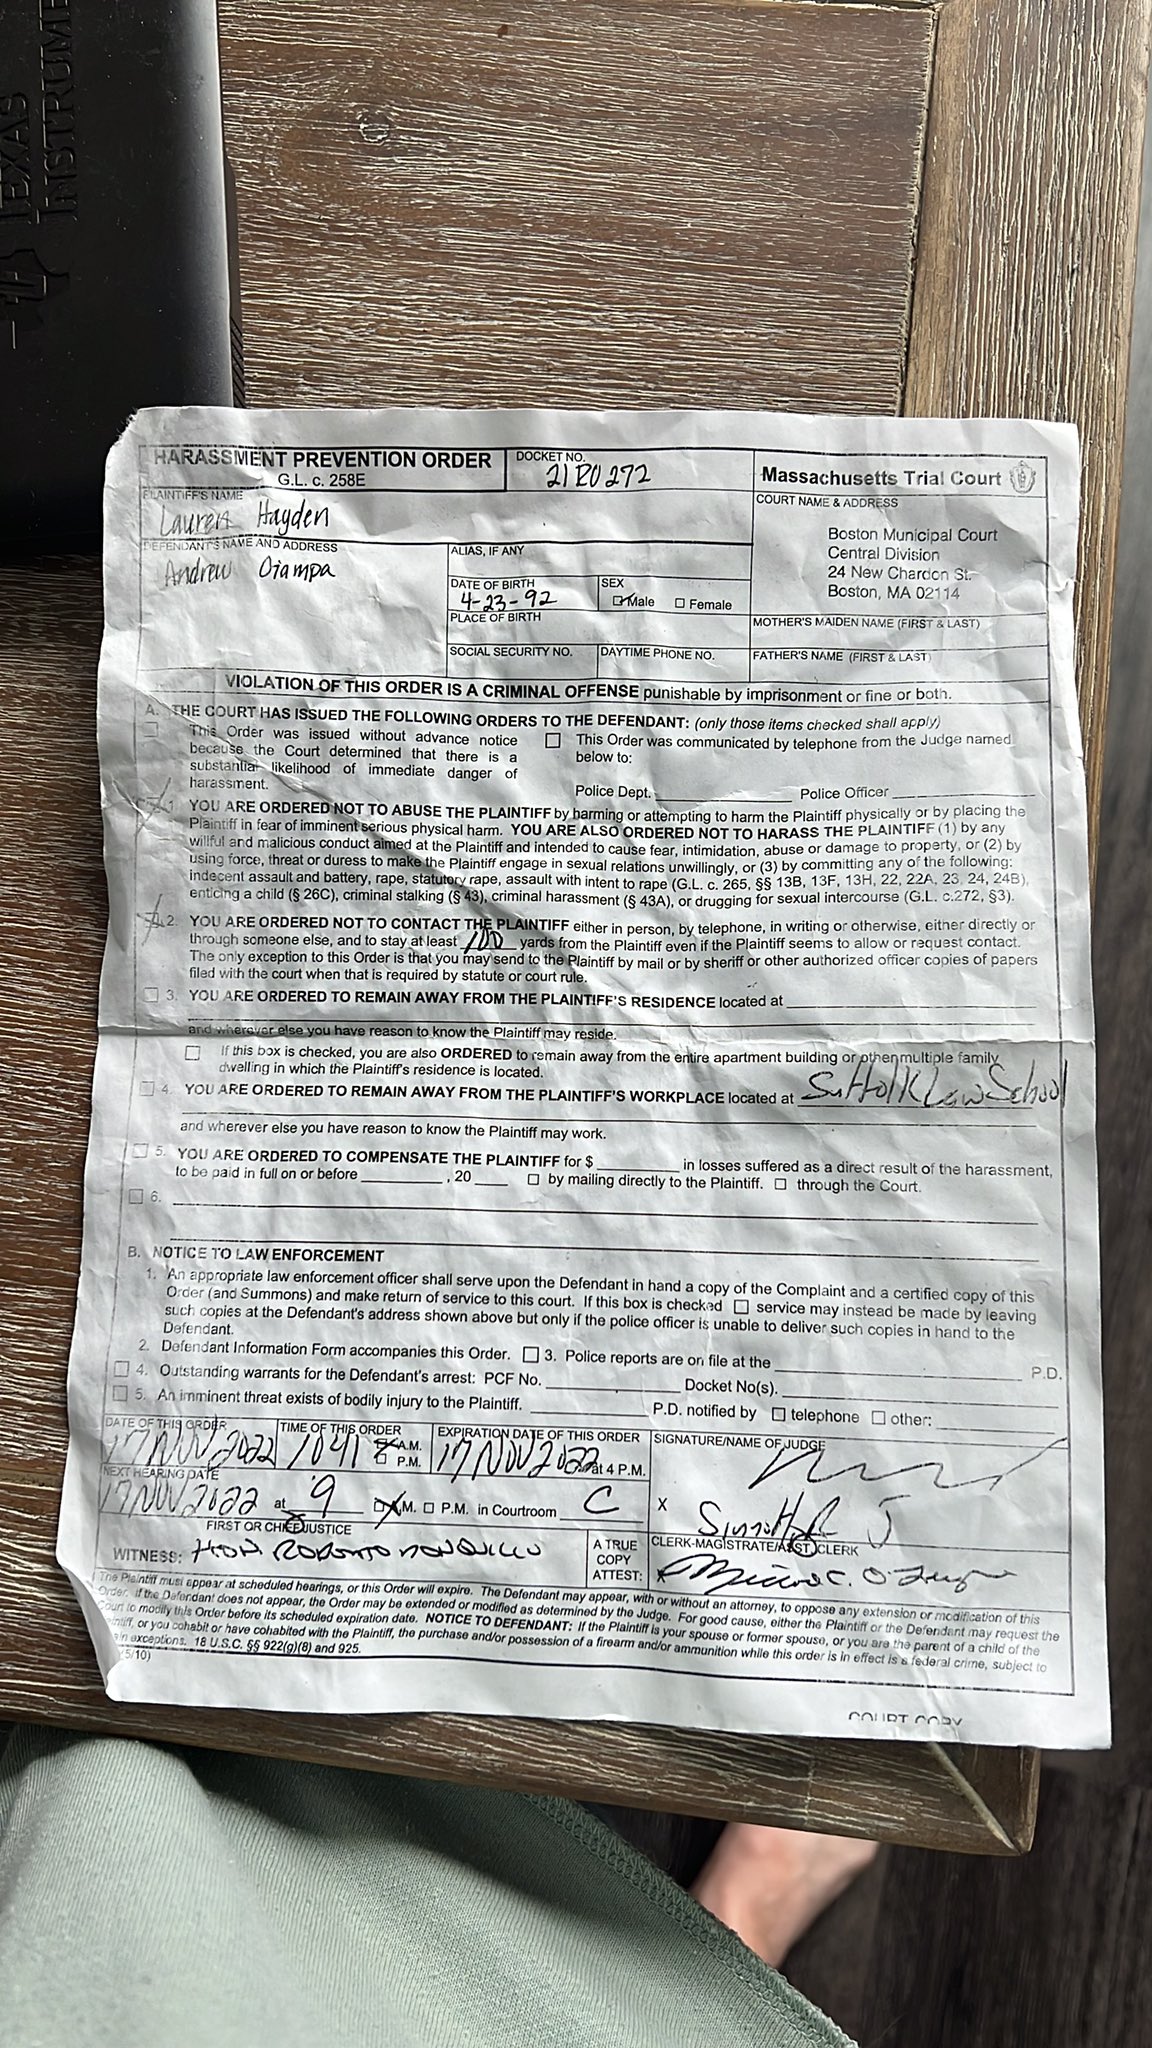 TEXAS
INSTRUME
HARASSMENT PREVENTION ORDER
G.L. c. 258E
DOCKET NO.
21 RO 272
Massachusetts Trial Court
PLAINTIFF'S NAME
Lauren Hayden
COURT NAME & ADDRESS
Boston Municipal Court
Central Division
24 New Chardon St.
Boston, MA 02114
DEFENDANT'S NAME AND ADDRESS
Andrew Ciampa
ALIAS, IF ANY
DATE OF BIRTH
4-23-92
SEX
Male Female
PLACE OF BIRTH
MOTHER'S MAIDEN NAME (FIRST & LAST)
SOCIAL SECURITY NO.
DAYTIME PHONE NO.
FATHER'S NAME (FIRST & LAST)
VIOLATION OF THIS ORDER IS A CRIMINAL OFFENSE punishable by imprisonment or fine or both.
A. THE COURT HAS ISSUED THE FOLLOWING ORDERS TO THE DEFENDANT: (only those items checked shall apply)
This Order was issued without advance notice
because the Court determined that there is a
substantial likelihood of immediate danger of
harassment.
This Order was communicated by telephone from the Judge named
below to:
Police Dept. Police Officer
1. YOU ARE ORDERED NOT TO ABUSE THE PLAINTIFF by harming or attempting to harm the Plaintiff physically or by placing the
Plaintiff in fear of imminent serious physical harm. YOU ARE ALSO ORDERED NOT TO HARASS THE PLAINTIFF (1) by any
willful and malicious conduct aimed at the Plaintiff and intended to cause fear, intimidation, abuse or damage to property, or (2) by
using force, threat or duress to make the Plaintiff engage in sexual relations unwillingly, or (3) by committing any of the following:
indecent assault and battery, rape, statutory rape, assault with intent to rape (G.L. c. 265, §§ 13B, 13F, 13H, 22, 22A, 23, 24, 24B),
enticing a child (§ 26C), criminal stalking (§ 43), criminal harassment (§ 43A), or drugging for sexual intercourse (G.L. c.272, §3).
2. YOU ARE ORDERED NOT TO CONTACT THE PLAINTIFF either in person, by telephone, in writing or otherwise, either directly or
through someone else, and to stay at least 100 yards from the Plaintiff even if the Plaintiff seems to allow or request contact.
The only exception to this Order is that you may send to the Plaintiff by mail or by sheriff or other authorized officer copies of papers
filed with the court when that is required by statute or court rule.
3. YOU ARE ORDERED TO REMAIN AWAY FROM THE PLAINTIFF'S RESIDENCE located at
and wherever else you have reason to know the Plaintiff may reside.
If this box is checked, you are also ORDERED to remain away from the entire apartment building or other multiple family
dwelling in which the Plaintiff's residence is located.
4. YOU ARE ORDERED TO REMAIN AWAY FROM THE PLAINTIFF'S WORKPLACE located at Suffolk Law School
and wherever else you have reason to know the Plaintiff may work.
5. YOU ARE ORDERED TO COMPENSATE THE PLAINTIFF for $ in losses suffered as a direct result of the harassment,
to be paid in full on or before , 20 by mailing directly to the Plaintiff. through the Court.
6.
B. NOTICE TO LAW ENFORCEMENT
1. An appropriate law enforcement officer shall serve upon the Defendant in hand a copy of the Complaint and a certified copy of this
Order (and Summons) and make return of service to this court. If this box is checked service may instead be made by leaving
such copies at the Defendant's address shown above but only if the police officer is unable to deliver such copies in hand to the
Defendant.
2. Defendant Information Form accompanies this Order. 3. Police reports are on file at the P.D.
4. Outstanding warrants for the Defendant's arrest: PCF No. Docket No(s).
5. An imminent threat exists of bodily injury to the Plaintiff. P.D. notified by telephone other:
DATE OF THIS ORDER
17 NOV 2022
TIME OF THIS ORDER
1041 A.M.
P.M.
EXPIRATION DATE OF THIS ORDER
17 NOV 2022 at 4 P.M.
SIGNATURE/NAME OF JUDGE
NEXT HEARING DATE
17 NOV 2022 at 9 A.M. P.M. in Courtroom C
X
J
FIRST OR CHIEF JUSTICE
WITNESS: HON. ROBERTO
A TRUE
COPY
ATTEST:
CLERK-MAGISTRATE/ASST. CLERK
X
The Plaintiff must appear at scheduled hearings, or this Order will expire. The Defendant may appear, with or without an attorney, to oppose any extension or modification of this
Order. If the Defendant does not appear, the Order may be extended or modified as determined by the Judge. For good cause, either the Plaintiff or the Defendant may request the
Court to modify this Order before its scheduled expiration date. NOTICE TO DEFENDANT: If the Plaintiff is your spouse or former spouse, or you are the parent of a child of the
ntiff, or you cohabit or have cohabited with the Plaintiff, the purchase and/or possession of a firearm and/or ammunition while this order is in effect is a federal crime, subject to
ain exceptions. 18 U.S.C. §§ 922(g)(8) and 925.
5/10)
COURT COPY